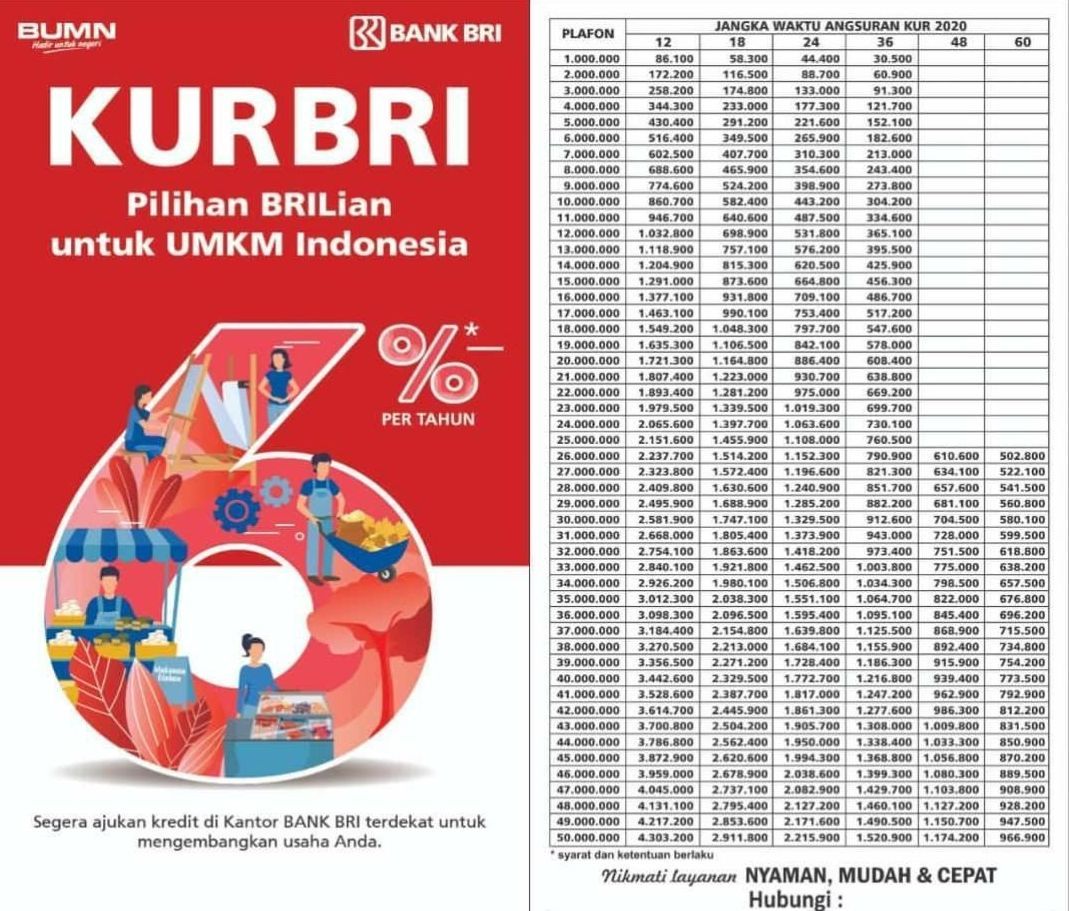 BUMN
Hadir untuk negeri
BANK BRI
KUR BRI
Pilihan BRILian
untuk UMKM Indonesia
6%*
PER TAHUN
Makanan
Segera ajukan kredit di Kantor BANK BRI terdekat untuk
mengembangkan usaha Anda.
PLAFON JANGKA WAKTU ANGSURAN KUR 2020
12 18 24 36 48 60
1.000.000 86.100 58.300 44.400 30.500
2.000.000 172.200 116.500 88.700 60.900
3.000.000 258.200 174.800 133.000 91.300
4.000.000 344.300 233.000 177.300 121.700
5.000.000 430.400 291.200 221.600 152.100
6.000.000 516.400 349.500 265.900 182.600
7.000.000 602.500 407.700 310.300 213.000
8.000.000 688.600 465.900 354.600 243.400
9.000.000 774.600 524.200 398.900 273.800
10.000.000 860.700 582.400 443.200 304.200
11.000.000 946.700 640.600 487.500 334.600
12.000.000 1.032.800 698.900 531.800 365.100
13.000.000 1.118.900 757.100 576.200 395.500
14.000.000 1.204.900 815.300 620.500 425.900
15.000.000 1.291.000 873.600 664.800 456.300
16.000.000 1.377.100 931.800 709.100 486.700
17.000.000 1.463.100 990.100 753.400 517.200
18.000.000 1.549.200 1.048.300 797.700 547.600
19.000.000 1.635.300 1.106.500 842.100 578.000
20.000.000 1.721.300 1.164.800 886.400 608.400
21.000.000 1.807.400 1.223.000 930.700 638.800
22.000.000 1.893.400 1.281.200 975.000 669.200
23.000.000 1.979.500 1.339.500 1.019.300 699.700
24.000.000 2.065.600 1.397.700 1.063.600 730.100
25.000.000 2.151.600 1.455.900 1.108.000 760.500
26.000.000 2.237.700 1.514.200 1.152.300 790.900 610.600 502.800
27.000.000 2.323.800 1.572.400 1.196.600 821.300 634.100 522.100
28.000.000 2.409.800 1.630.600 1.240.900 851.700 657.600 541.500
29.000.000 2.495.900 1.688.900 1.285.200 882.200 681.100 560.800
30.000.000 2.581.900 1.747.100 1.329.500 912.600 704.500 580.100
31.000.000 2.668.000 1.805.400 1.373.900 943.000 728.000 599.500
32.000.000 2.754.100 1.863.600 1.418.200 973.400 751.500 618.800
33.000.000 2.840.100 1.921.800 1.462.500 1.003.800 775.000 638.200
34.000.000 2.926.200 1.980.100 1.506.800 1.034.300 798.500 657.500
35.000.000 3.012.300 2.038.300 1.551.100 1.064.700 822.000 676.800
36.000.000 3.098.300 2.096.500 1.595.400 1.095.100 845.400 696.200
37.000.000 3.184.400 2.154.800 1.639.800 1.125.500 868.900 715.500
38.000.000 3.270.500 2.213.000 1.684.100 1.155.900 892.400 734.800
39.000.000 3.356.500 2.271.200 1.728.400 1.186.300 915.900 754.200
40.000.000 3.442.600 2.329.500 1.772.700 1.216.800 939.400 773.500
41.000.000 3.528.600 2.387.700 1.817.000 1.247.200 962.900 792.900
42.000.000 3.614.700 2.445.900 1.861.300 1.277.600 986.300 812.200
43.000.000 3.700.800 2.504.200 1.905.700 1.308.000 1.009.800 831.500
44.000.000 3.786.800 2.562.400 1.950.000 1.338.400 1.033.300 850.900
45.000.000 3.872.900 2.620.600 1.994.300 1.368.800 1.056.800 870.200
46.000.000 3.959.000 2.678.900 2.038.600 1.399.300 1.080.300 889.500
47.000.000 4.045.000 2.737.100 2.082.900 1.429.700 1.103.800 908.900
48.000.000 4.131.100 2.795.400 2.127.200 1.460.100 1.127.200 928.200
49.000.000 4.217.200 2.853.600 2.171.600 1.490.500 1.150.700 947.500
50.000.000 4.303.200 2.911.800 2.215.900 1.520.900 1.174.200 966.900
* syarat dan ketentuan berlaku
Nikmati layanan NYAMAN, MUDAH & CEPAT
Hubungi :